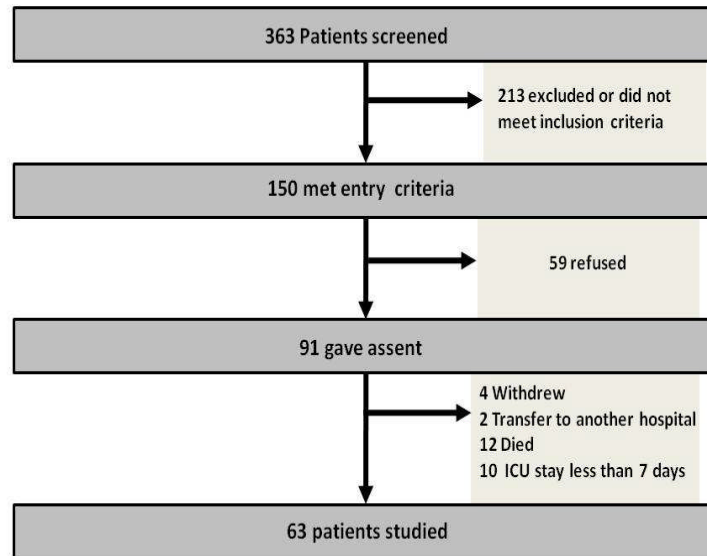 363 Patients screened
213 excluded or did not
meet inclusion criteria
150 met entry criteria
59 refused
91 gave assent
4 Withdrew
2 Transfer to another hospital
12 Died
10 ICU stay less than 7 days
63 patients studied